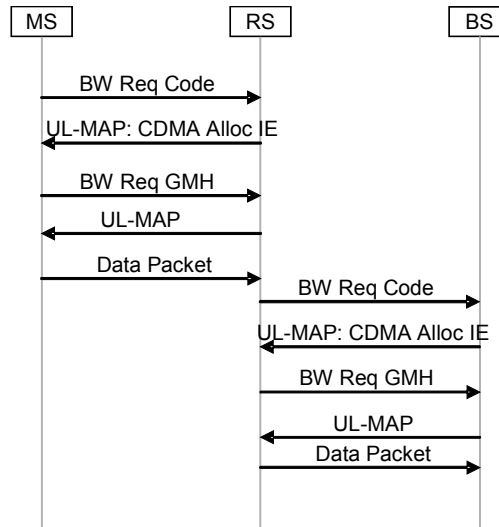 MS RS BS
BW Req Code
UL-MAP: CDMA Alloc IE
BW Req GMH
UL-MAP
Data Packet
BW Req Code
UL-MAP: CDMA Alloc IE
BW Req GMH
UL-MAP
Data Packet